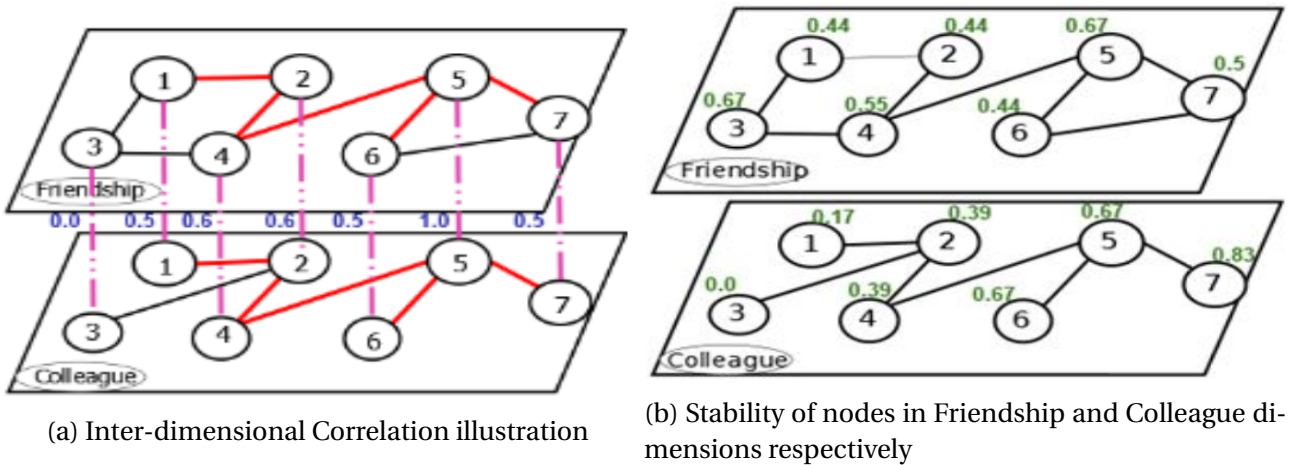 1 2 5
3 4 6 7
Friendship
0.0 0.5 0.6 0.6 0.5 1.0 0.5
1 2 5
3 4 6 7
Colleague
(a) Inter-dimensional Correlation illustration
0.44 0.44 0.67
1 2 5 0.5
0.67 0.55 0.44 7
3 4 6
Friendship
0.17 0.39 0.67
1 2 5 0.83
0.0 0.39 0.67 7
3 4 6
Colleague
(b) Stability of nodes in Friendship and Colleague di-
mensions respectively